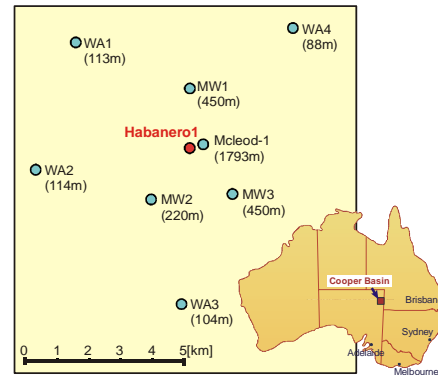 WA4
(88m)
WA1
(113m)
MW1
(450m)
Habanero1
Mcleod-1
(1793m)
WA2
(114m)
MW2
(220m)
MW3
(450m)
WA3
(104m)
0 1 2 3 4 5[km]
Cooper Basin
Brisban
Sydney
Adelaide
Melbourne